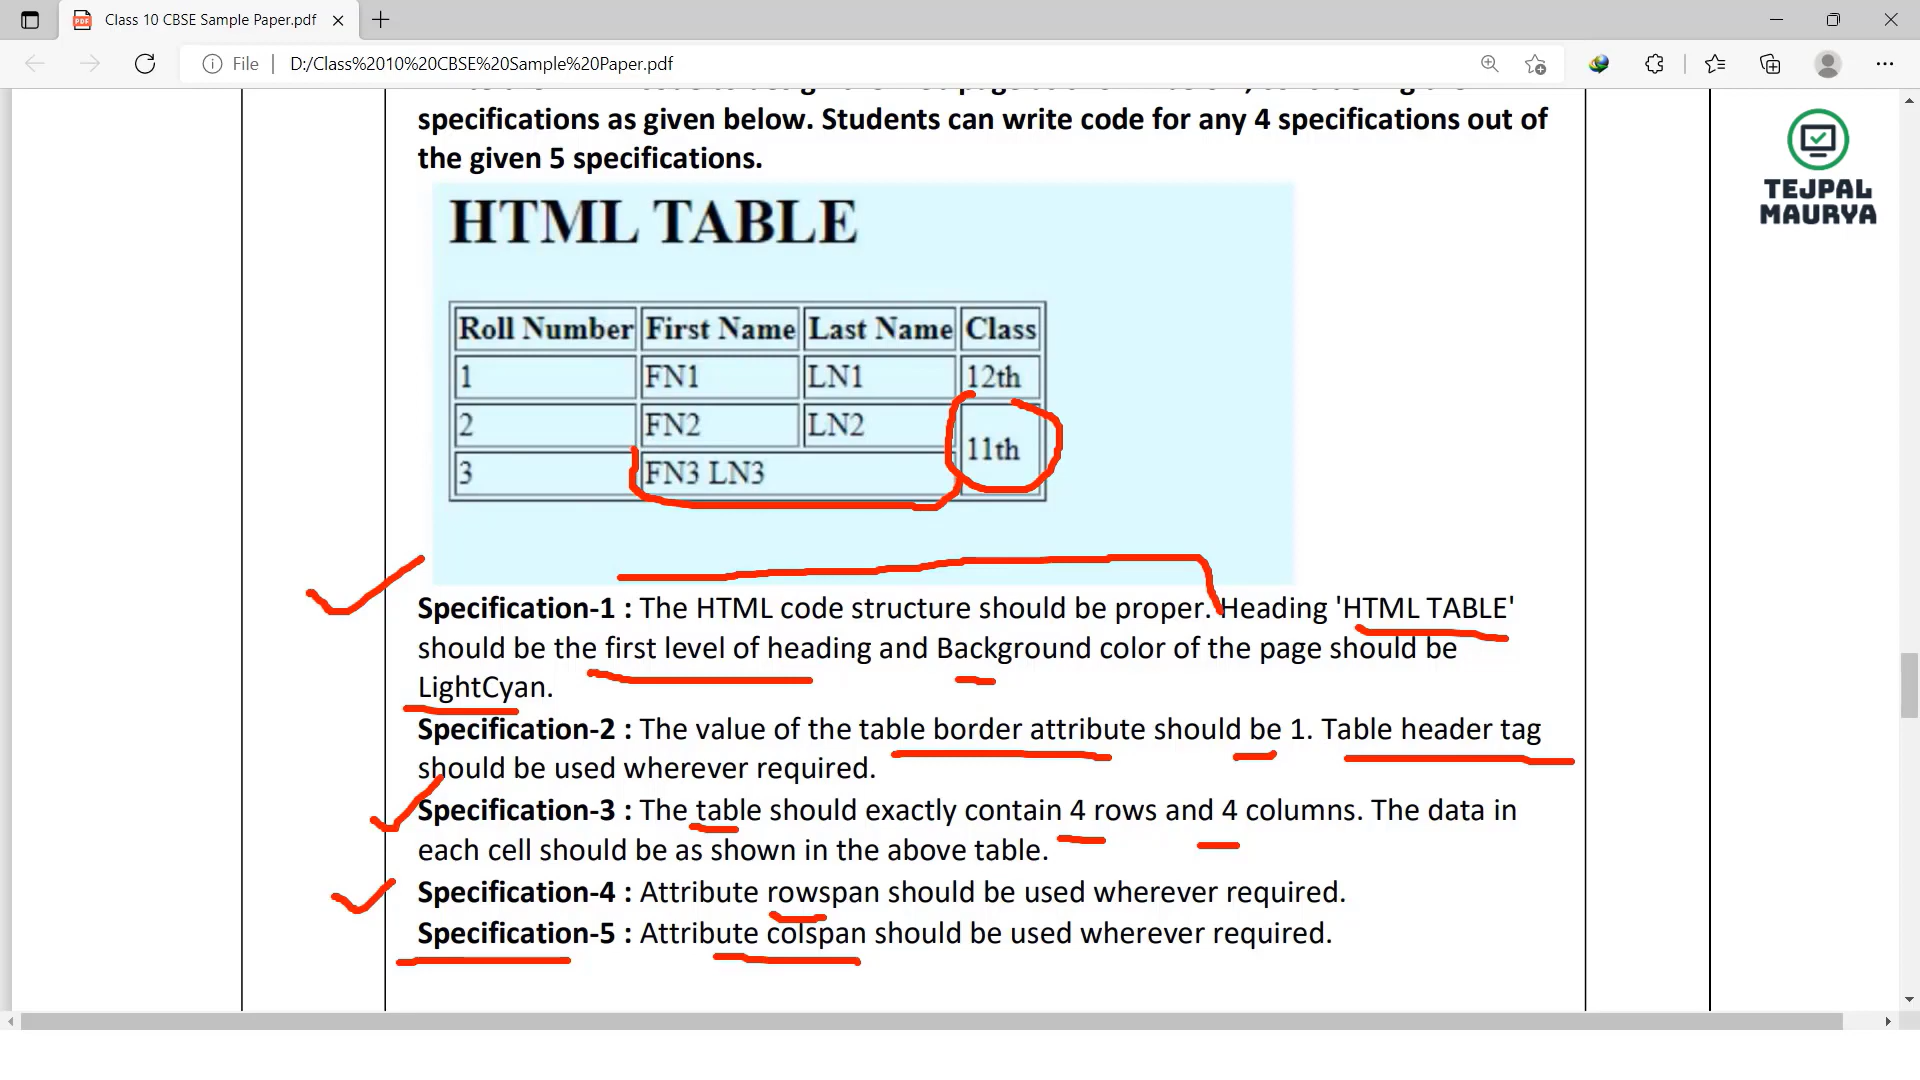 Class 10 CBSE Sample Paper.pdf
File
D:/Class%2010%20CBSE%20Sample%20Paper.pdf
specifications as given below. Students can write code for any 4 specifications out of
the given 5 specifications.
TEJPAL
MAURYA
HTML TABLE
Roll Number First Name Last Name Class
1 FN1 LN1 12th
2 FN2 LN2
11th
3 FN3 LN3
Specification-1 : The HTML code structure should be proper. Heading 'HTML TABLE'
should be the first level of heading and Background color of the page should be
LightCyan.
Specification-2 : The value of the table border attribute should be 1. Table header tag
should be used wherever required.
Specification-3 : The table should exactly contain 4 rows and 4 columns. The data in
each cell should be as shown in the above table.
Specification-4 : Attribute rowspan should be used wherever required.
Specification-5 : Attribute colspan should be used wherever required.